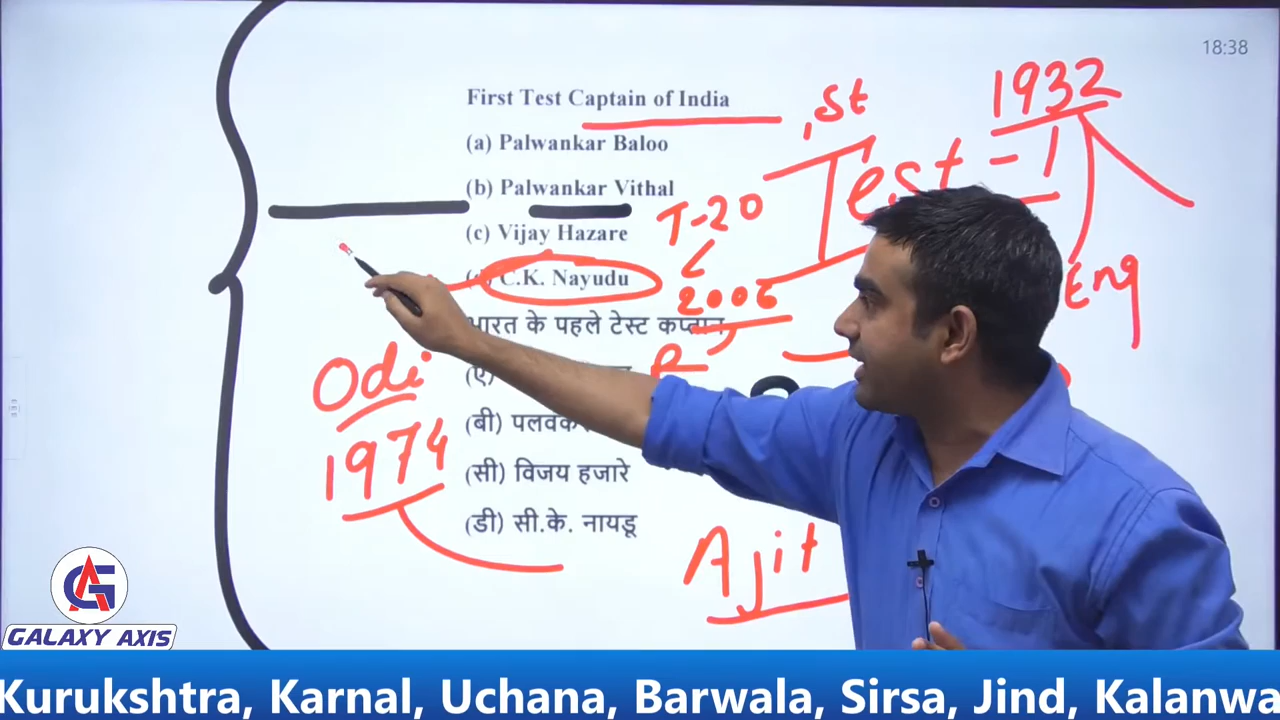 18:38
First Test Captain of India
(a) Palwankar Baloo
(b) Palwankar Vithal
(c) Vijay Hazare
C.K. Nayudu
भारत के पहले टेस्ट कप्तान
(बी)
(सी) विजय हजारे
(डी) सी.के. नायडू
1st
Test - 1
1932
Eng
T-20
2006
Odi
1974
Ajit
GALAXY AXIS
Kurukshtra, Karnal, Uchana, Barwala, Sirsa, Jind, Kalanwa